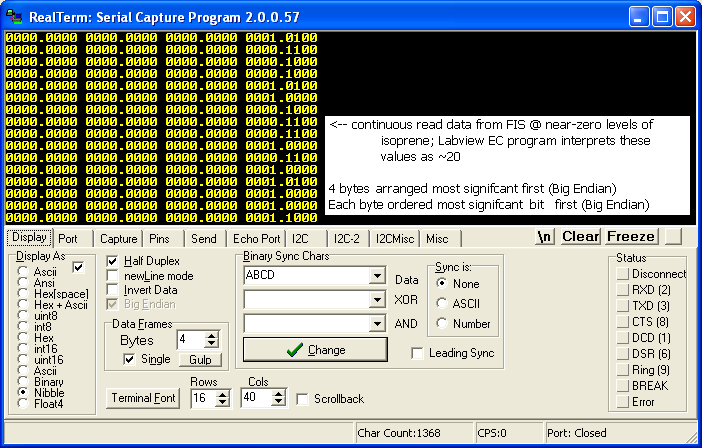 RealTerm: Serial Capture Program 2.0.0.57
0000.0000 0000.0000 0000.0000 0001.0100
0000.0000 0000.0000 0000.0000 0000.1100
0000.0000 0000.0000 0000.0000 0000.1000
0000.0000 0000.0000 0000.0000 0000.1000
0000.0000 0000.0000 0000.0000 0001.0100
0000.0000 0000.0000 0000.0000 0001.0000
0000.0000 0000.0000 0000.0000 0000.1100
0000.0000 0000.0000 0000.0000 0000.1100
0000.0000 0000.0000 0000.0000 0001.0000
0000.0000 0000.0000 0000.0000 0000.1100
0000.0000 0000.0000 0000.0000 0001.0000
0000.0000 0000.0000 0000.0000 0001.0100
0000.0000 0000.0000 0000.0000 0000.1000
0000.0000 0000.0000 0000.0000 0001.0000
0000.0000 0000.0000 0000.0000 0001.0000
0000.0000 0000.0000 0000.0000 0001.1000
<-- continuous read data from FIS @ near-zero levels of
isoprene; Labview EC program interprets these
values as ~20
4 bytes arranged most signifcant first (Big Endian)
Each byte ordered most signifcant bit first (Big Endian)
Display Port Capture Pins Send Echo Port I2C I2C-2 I2CMisc Misc \n Clear Freeze
Display As
Ascii
Ansi
Hex[space]
Hex + Ascii
uint8
int8
Hex
int16
uint16
Ascii
Binary
Nibble
Float4
Half Duplex
newLine mode
Invert Data
Big Endian
Data Frames
Bytes 4
Single Gulp
Binary Sync Chars
ABCD
Data
XOR
AND
Change
Sync is:
None
ASCII
Number
Leading Sync
Terminal Font
Rows
16
Cols
40
Scrollback
Status
Disconnect
RXD (2)
TXD (3)
CTS (8)
DCD (1)
DSR (6)
Ring (9)
BREAK
Error
Char Count:1368 CPS:0 Port: Closed